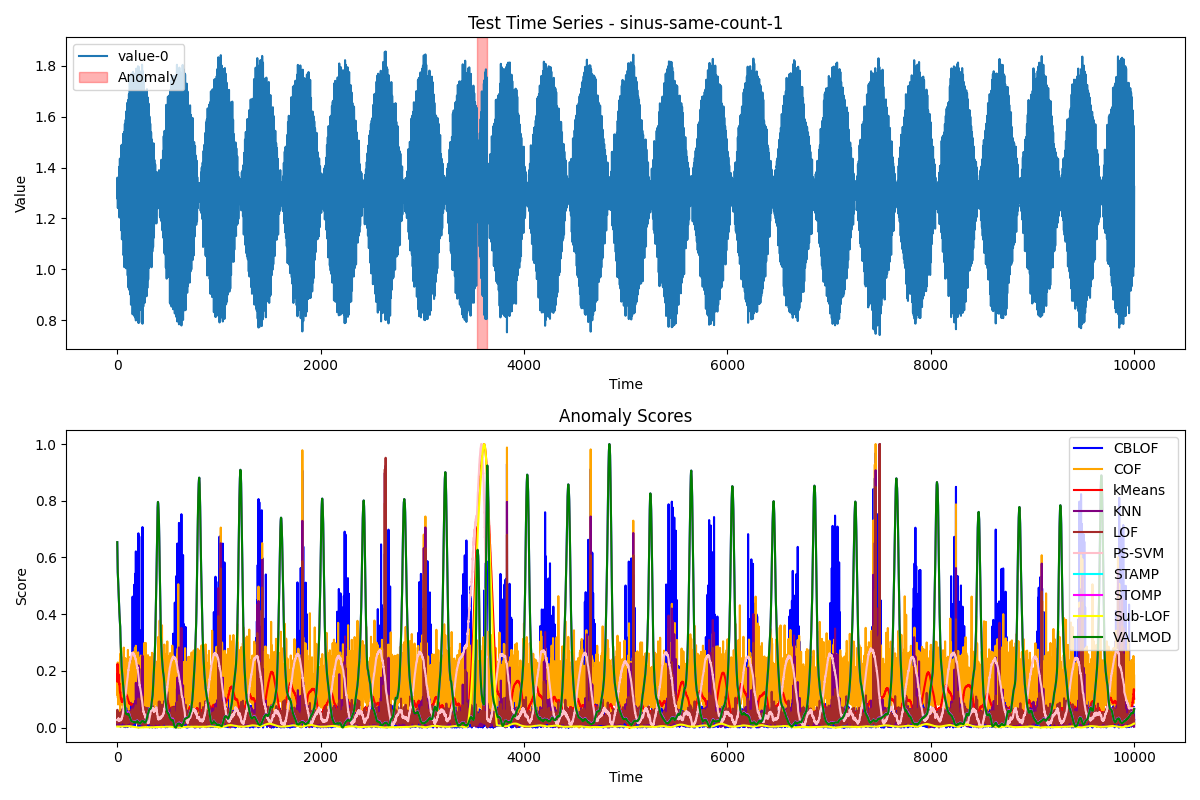 Test Time Series - sinus-same-count-1
value-0
Anomaly
Value
1.8
1.6
1.4
1.2
1.0
0.8
0
2000
4000
6000
8000
10000
Time
Anomaly Scores
CBLOF
COF
kMeans
KNN
LOF
PS-SVM
STAMP
STOMP
Sub-LOF
VALMOD
Score
1.0
0.8
0.6
0.4
0.2
0.0
0
2000
4000
6000
8000
10000
Time